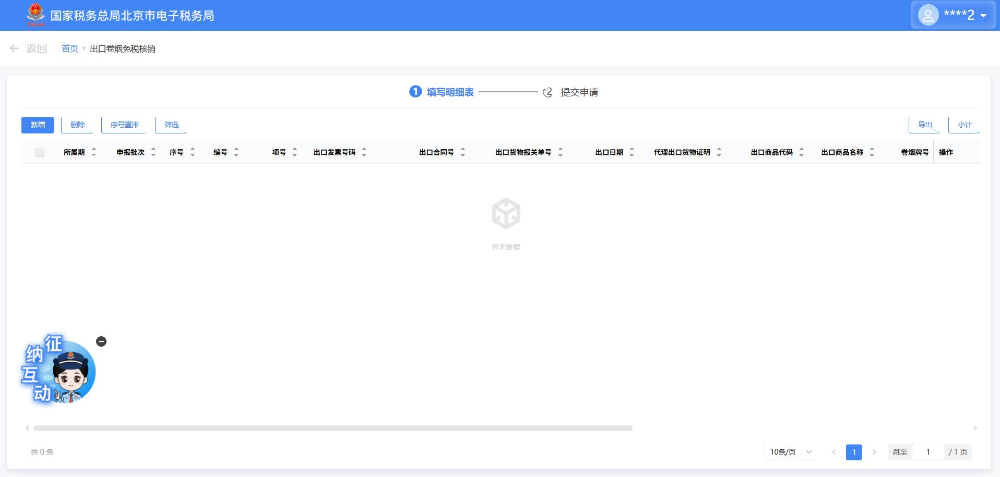 国家税务总局北京市电子税务局
****2
返回 首页 > 出口卷烟免税核销
1 填写明细表 2 提交申请
新增 删除 序号重排 筛选 导出 小计
所属期 申报批次 序号 编号 项号 出口发票号码 出口合同号 出口货物报关单号 出口日期 代理出口货物证明 出口商品代码 出口商品名称 卷烟牌号 操作
暂无数据
征纳互动
共 0 条 10条/页 < 1 > 跳至 1 / 1 页